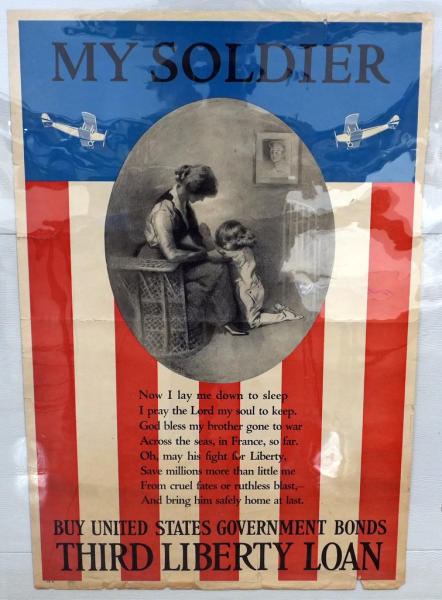 MY SOLDIER
Now I lay me down to sleep
I pray the Lord my soul to keep.
God bless my brother gone to war
Across the seas, in France, so far.
Oh, may his fight for Liberty,
Save millions more than little me
From cruel fates or ruthless blast,—
And bring him safely home at last.
BUY UNITED STATES GOVERNMENT BONDS
THIRD LIBERTY LOAN